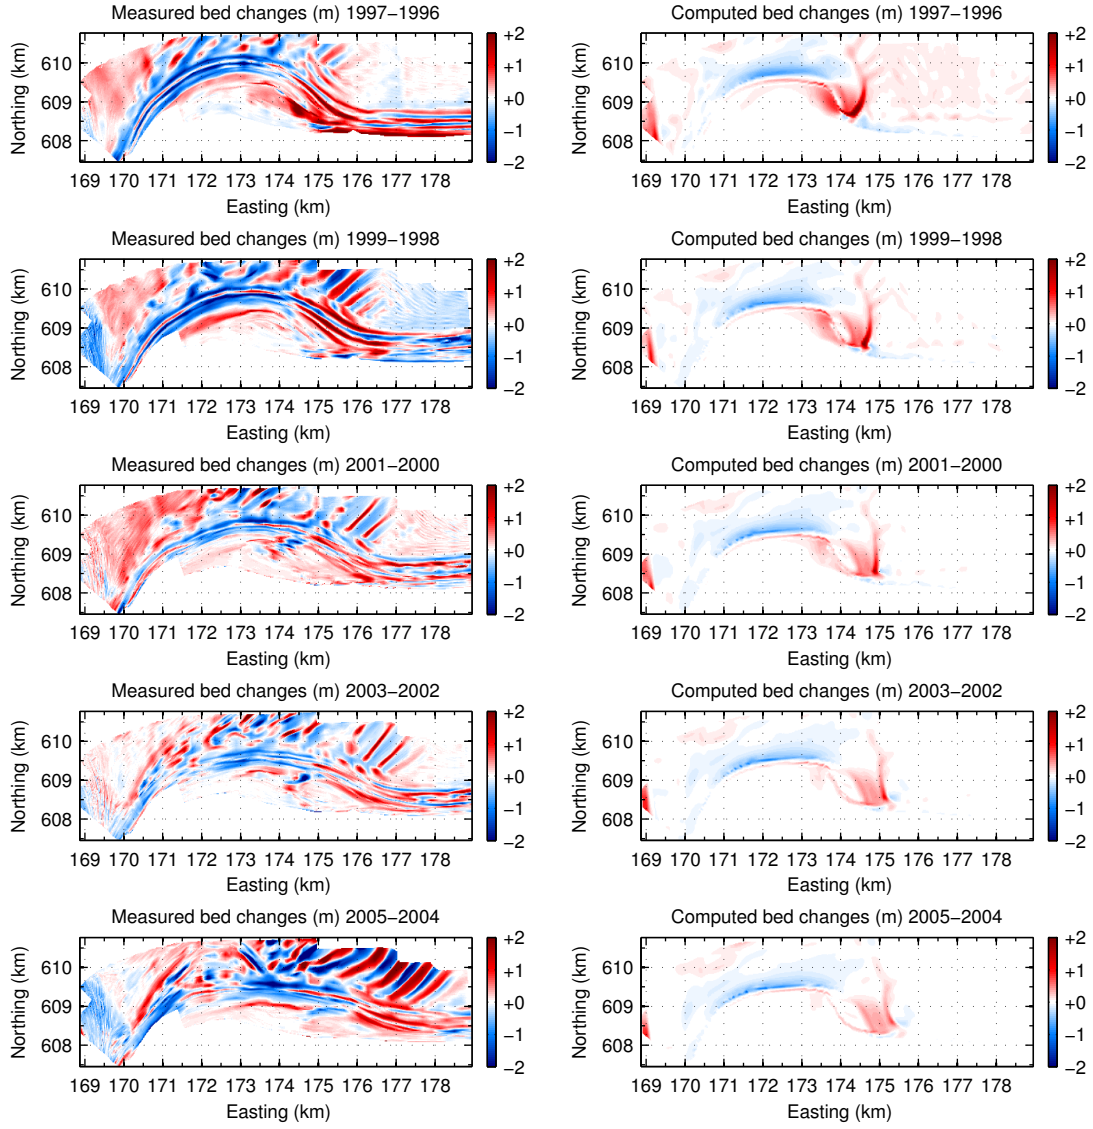 Measured bed changes (m) 1997−1996
Computed bed changes (m) 1997−1996
Northing (km)
610
609
608
+2
+1
+0
−1
−2
Northing (km)
610
609
608
+2
+1
+0
−1
−2
169 170 171 172 173 174 175 176 177 178
169 170 171 172 173 174 175 176 177 178
Easting (km)
Easting (km)
Measured bed changes (m) 1999−1998
Computed bed changes (m) 1999−1998
Northing (km)
610
609
608
+2
+1
+0
−1
−2
Northing (km)
610
609
608
+2
+1
+0
−1
−2
169 170 171 172 173 174 175 176 177 178
169 170 171 172 173 174 175 176 177 178
Easting (km)
Easting (km)
Measured bed changes (m) 2001−2000
Computed bed changes (m) 2001−2000
Northing (km)
610
609
608
+2
+1
+0
−1
−2
Northing (km)
610
609
608
+2
+1
+0
−1
−2
169 170 171 172 173 174 175 176 177 178
169 170 171 172 173 174 175 176 177 178
Easting (km)
Easting (km)
Measured bed changes (m) 2003−2002
Computed bed changes (m) 2003−2002
Northing (km)
610
609
608
+2
+1
+0
−1
−2
Northing (km)
610
609
608
+2
+1
+0
−1
−2
169 170 171 172 173 174 175 176 177 178
169 170 171 172 173 174 175 176 177 178
Easting (km)
Easting (km)
Measured bed changes (m) 2005−2004
Computed bed changes (m) 2005−2004
Northing (km)
610
609
608
+2
+1
+0
−1
−2
Northing (km)
610
609
608
+2
+1
+0
−1
−2
169 170 171 172 173 174 175 176 177 178
169 170 171 172 173 174 175 176 177 178
Easting (km)
Easting (km)